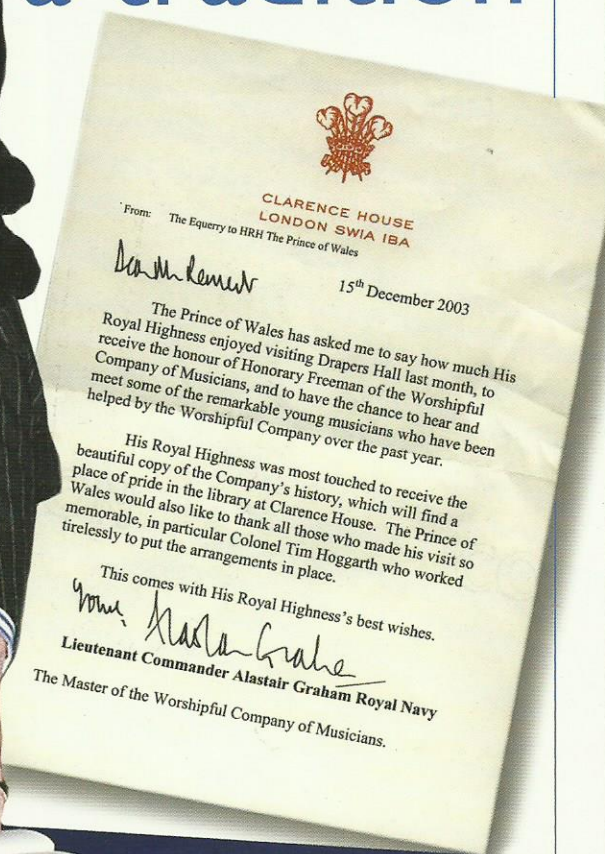 a tradition
CLARENCE HOUSE
LONDON SW1A 1BA
From: The Equerry to HRH The Prince of Wales
Dear Mr
15th December 2003
The Prince of Wales has asked me to say how much His
Royal Highness enjoyed visiting Drapers Hall last month, to
receive the honour of Honorary Freeman of the Worshipful
Company of Musicians, and to have the chance to hear and
meet some of the remarkable young musicians who have been
helped by the Worshipful Company over the past year.
His Royal Highness was most touched to receive the
beautiful copy of the Company's history, which will find a
place of pride in the library at Clarence House. The Prince of
Wales would also like to thank all those who made his visit so
memorable, in particular Colonel Tim Hoggarth who worked
tirelessly to put the arrangements in place.
This comes with His Royal Highness's best wishes.
Yours,
Alastair Graham
Lieutenant Commander Alastair Graham Royal Navy
The Master of the Worshipful Company of Musicians.